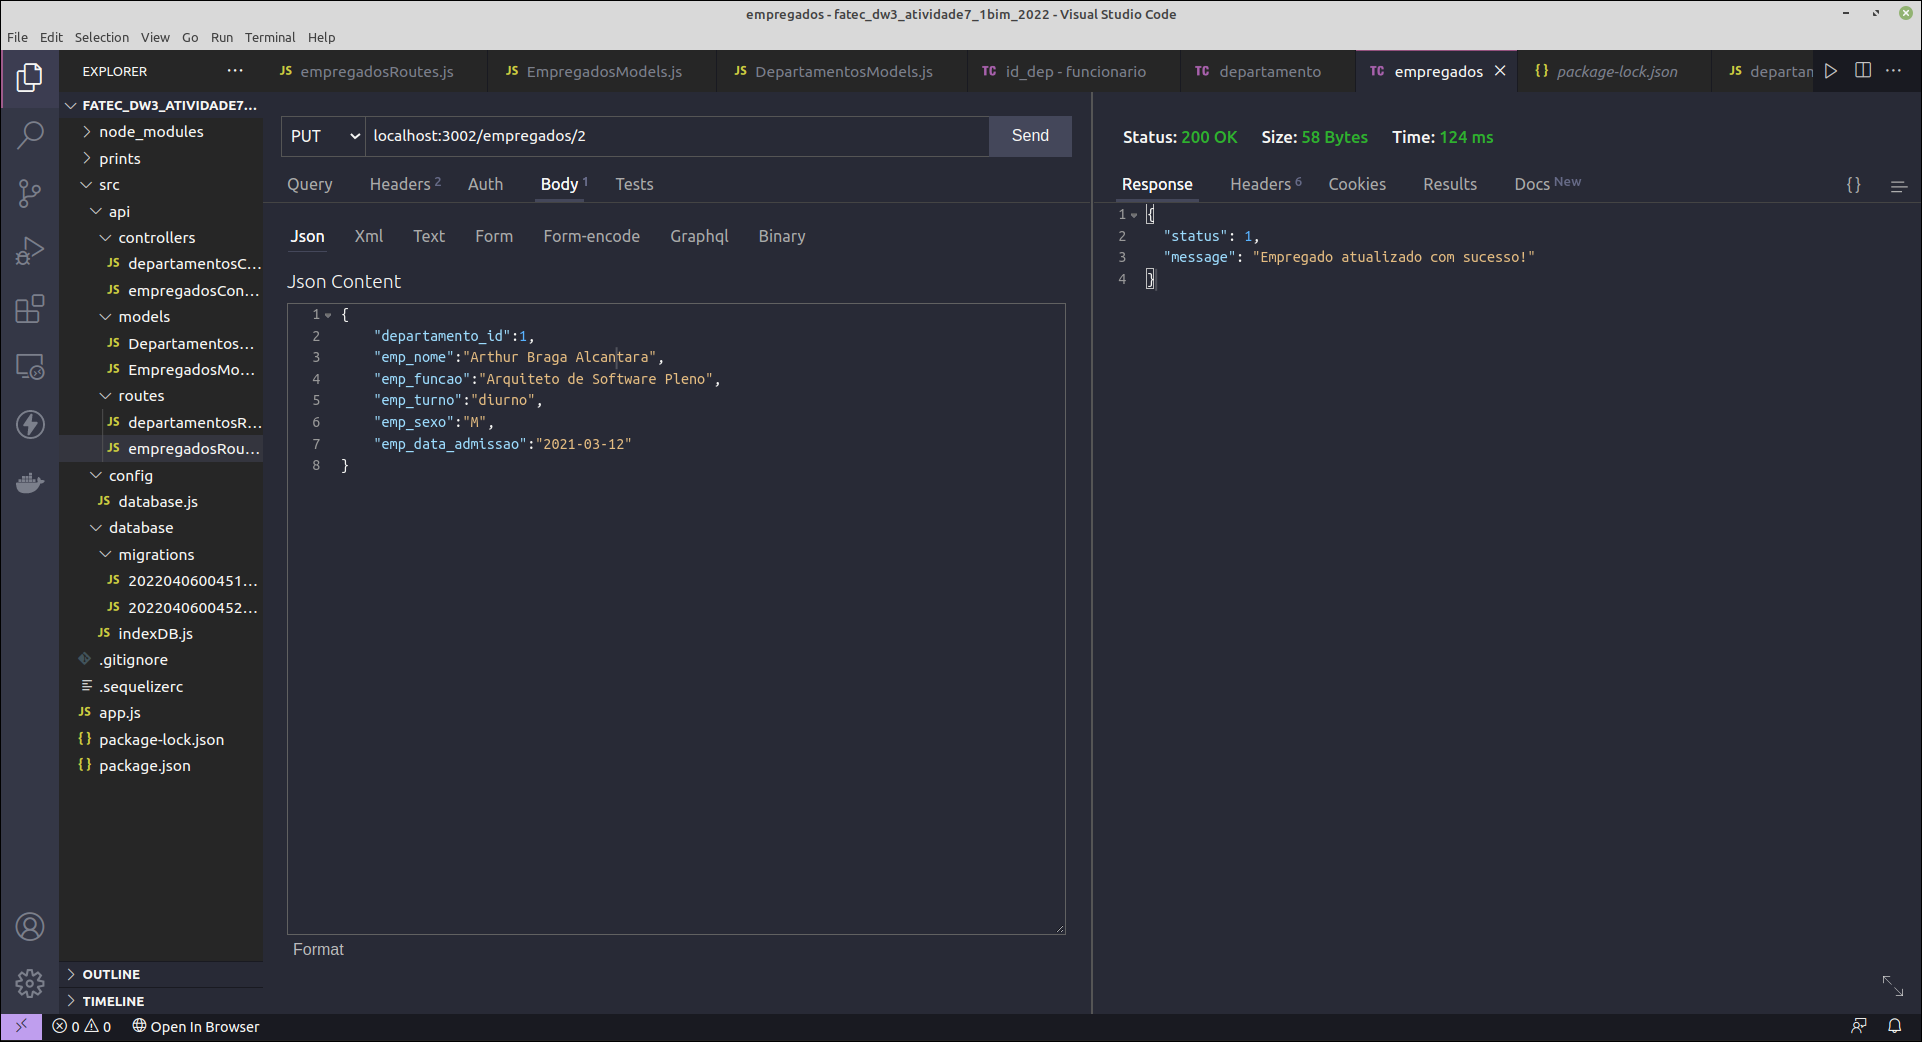 empregados - fatec_dw3_atividade7_1bim_2022 - Visual Studio Code
File Edit Selection View Go Run Terminal Help
EXPLORER
JS empregadosRoutes.js JS EmpregadosModels.js JS DepartamentosModels.js TC id_dep - funcionario TC departamento TC empregados {} package-lock.json JS departan
FATEC_DW3_ATIVIDADE7...
node_modules
prints
src
api
controllers
JS departamentosC...
JS empregadosCon...
models
JS Departamentos...
JS EmpregadosMo...
routes
JS departamentosR...
JS empregadosRou...
config
JS database.js
database
migrations
JS 2022040600451...
JS 2022040600452...
JS indexDB.js
.gitignore
.sequelizerc
JS app.js
{} package-lock.json
{} package.json
OUTLINE
TIMELINE
PUT localhost:3002/empregados/2 Send
Query Headers 2 Auth Body 1 Tests
Json Xml Text Form Form-encode Graphql Binary
Json Content
1 {
2 "departamento_id":1,
3 "emp_nome":"Arthur Braga Alcantara",
4 "emp_funcao":"Arquiteto de Software Pleno",
5 "emp_turno":"diurno",
6 "emp_sexo":"M",
7 "emp_data_admissao":"2021-03-12"
8 }
Format
Status: 200 OK Size: 58 Bytes Time: 124 ms
Response Headers 6 Cookies Results Docs New {}
1 {
2 "status": 1,
3 "message": "Empregado atualizado com sucesso!"
4 }
0 0 Open In Browser